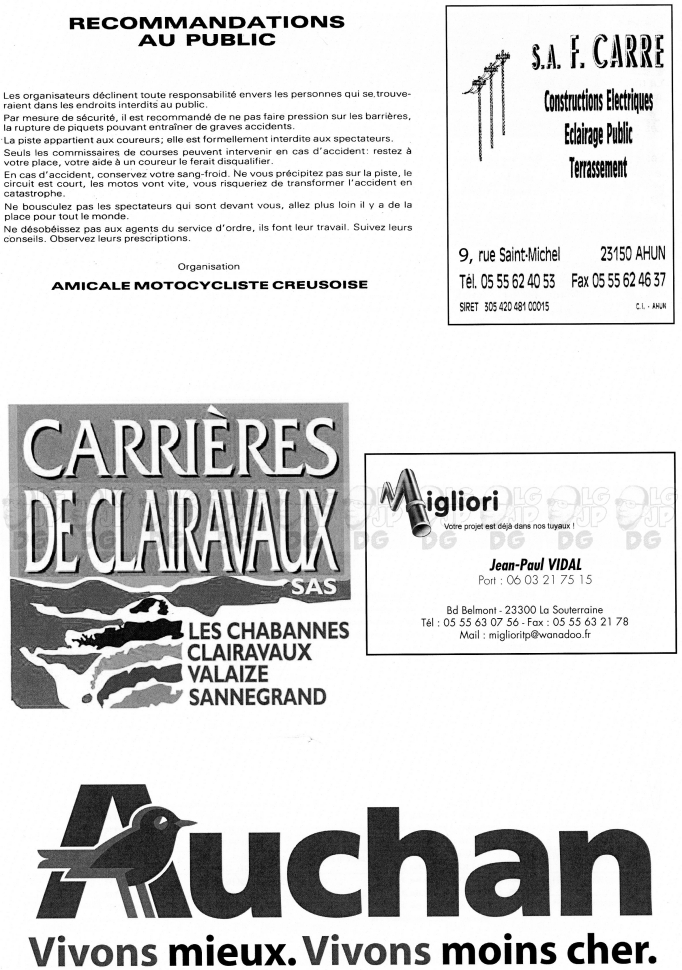 RECOMMANDATIONS
AU PUBLIC
Les organisateurs déclinent toute responsabilité envers les personnes qui se trouve-
raient dans les endroits interdits au public.
Par mesure de sécurité, il est recommandé de ne pas faire pression sur les barrières,
la rupture de piquets pouvant entraîner de graves accidents.
La piste appartient aux coureurs; elle est formellement interdite aux spectateurs.
Seuls les commissaires de courses peuvent intervenir en cas d'accident: restez à
votre place, votre aide à un coureur le ferait disqualifier.
En cas d'accident, conservez votre sang-froid. Ne vous précipitez pas sur la piste, le
circuit est court, les motos vont vite, vous risqueriez de transformer l'accident en
catastrophe.
Ne bousculez pas les spectateurs qui sont devant vous, allez plus loin il y a de la
place pour tout le monde.
Ne désobéissez pas aux agents du service d'ordre, ils font leur travail. Suivez leurs
conseils. Observez leurs prescriptions.
Organisation
AMICALE MOTOCYCLISTE CREUSOISE
S.A. F. CARRE
Constructions Electriques
Eclairage Public
Terrassement
9, rue Saint-Michel 23150 AHUN
Tél. 05 55 62 40 53 Fax 05 55 62 46 37
SIRET 305 420 481 00015 C.I. - AHUN
CARRIÈRES
DE CLAIRAVAUX
SAS
LES CHABANNES
CLAIRAVAUX
VALAIZE
SANNEGRAND
Migliori
Votre projet est déjà dans nos tuyaux !
Jean-Paul VIDAL
Port : 06 03 21 75 15
Bd Belmont - 23300 La Souterraine
Tél : 05 55 63 07 56 - Fax : 05 55 63 21 78
Mail : miglioritp@wanadoo.fr
Auchan
Vivons mieux. Vivons moins cher.